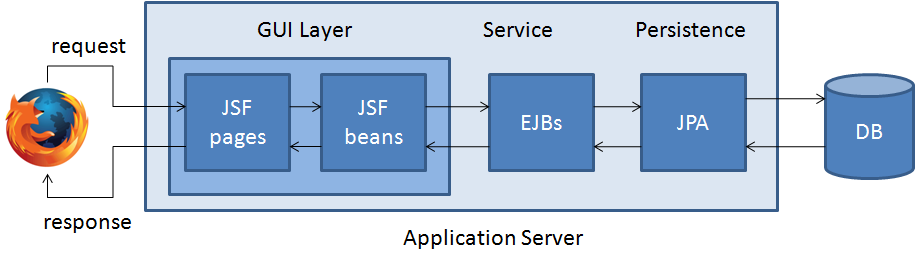 GUI Layer
Service
Persistence
request
JSF
pages
JSF
beans
EJBs
JPA
DB
response
Application Server